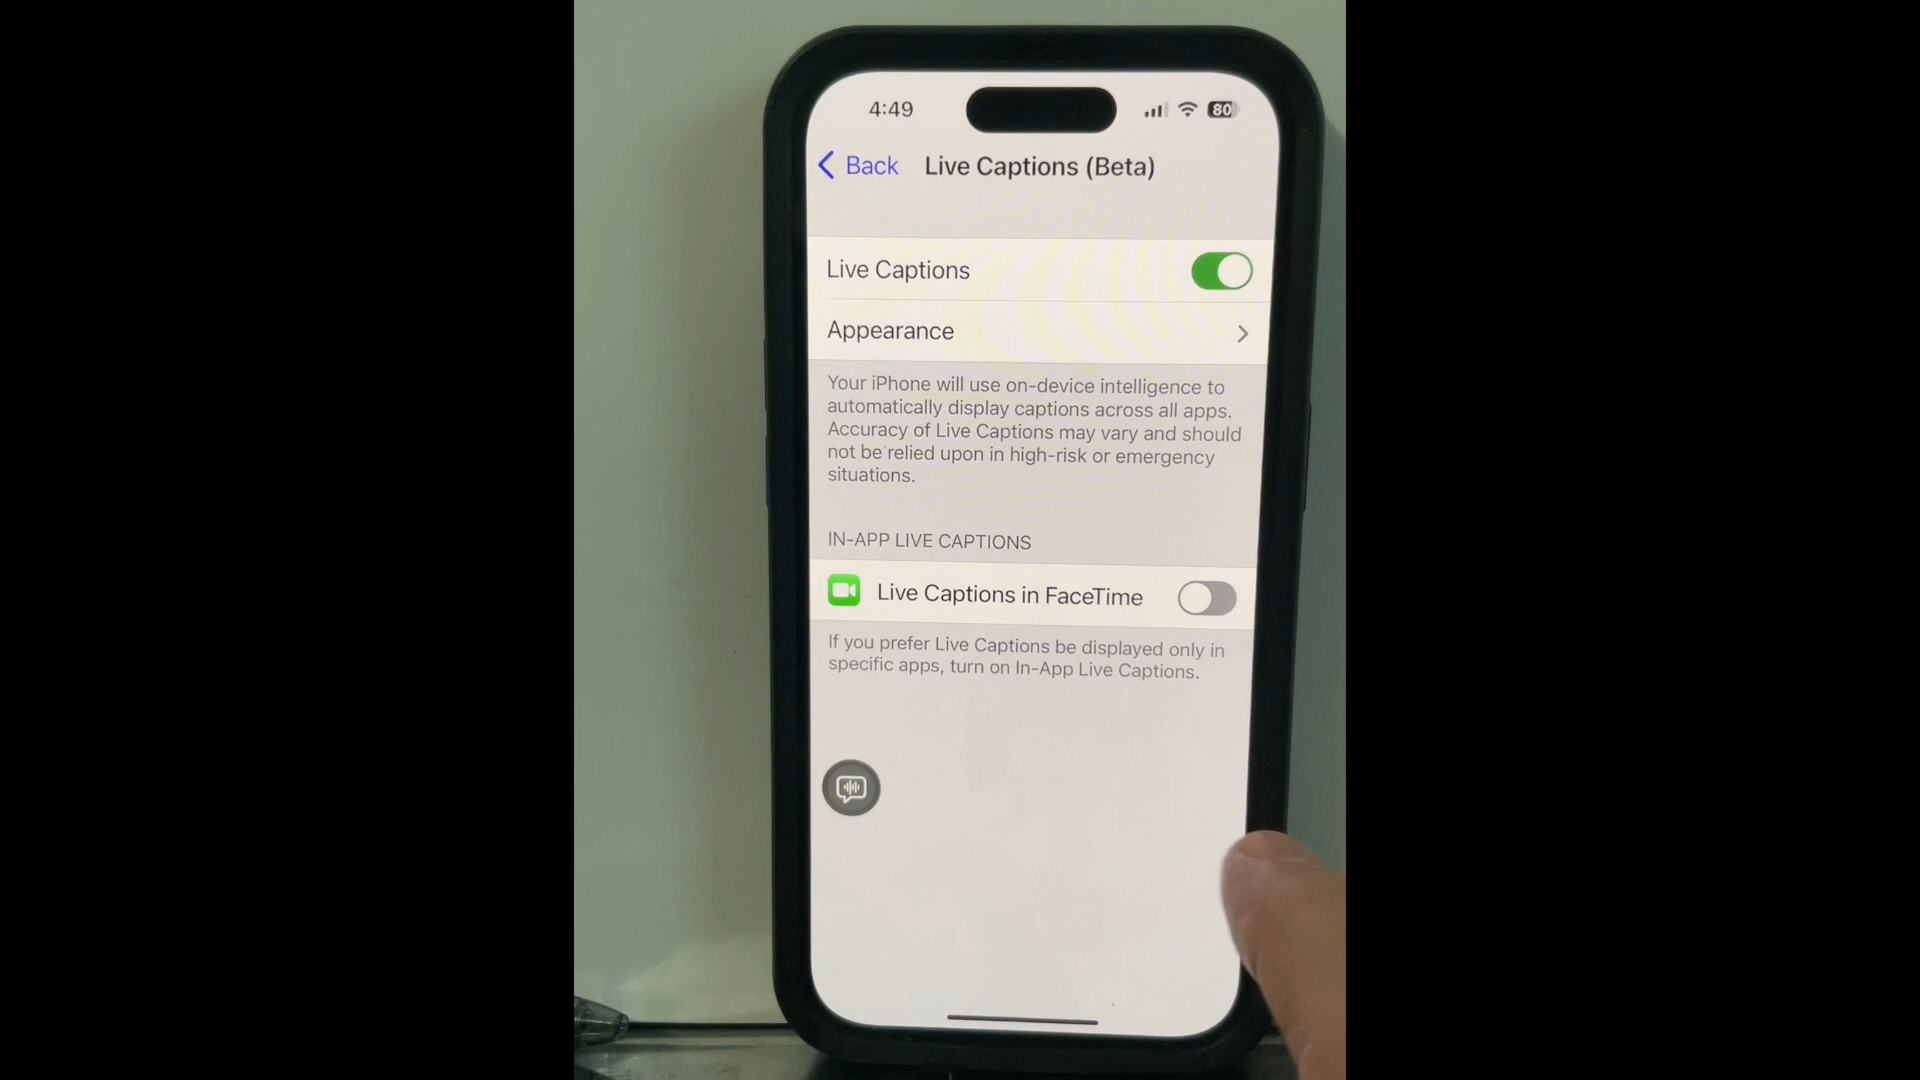 4:49
80
Back
Live Captions (Beta)
Live Captions
Appearance
Your iPhone will use on-device intelligence to
automatically display captions across all apps.
Accuracy of Live Captions may vary and should
not be relied upon in high-risk or emergency
situations.
IN-APP LIVE CAPTIONS
Live Captions in FaceTime
If you prefer Live Captions be displayed only in
specific apps, turn on In-App Live Captions.